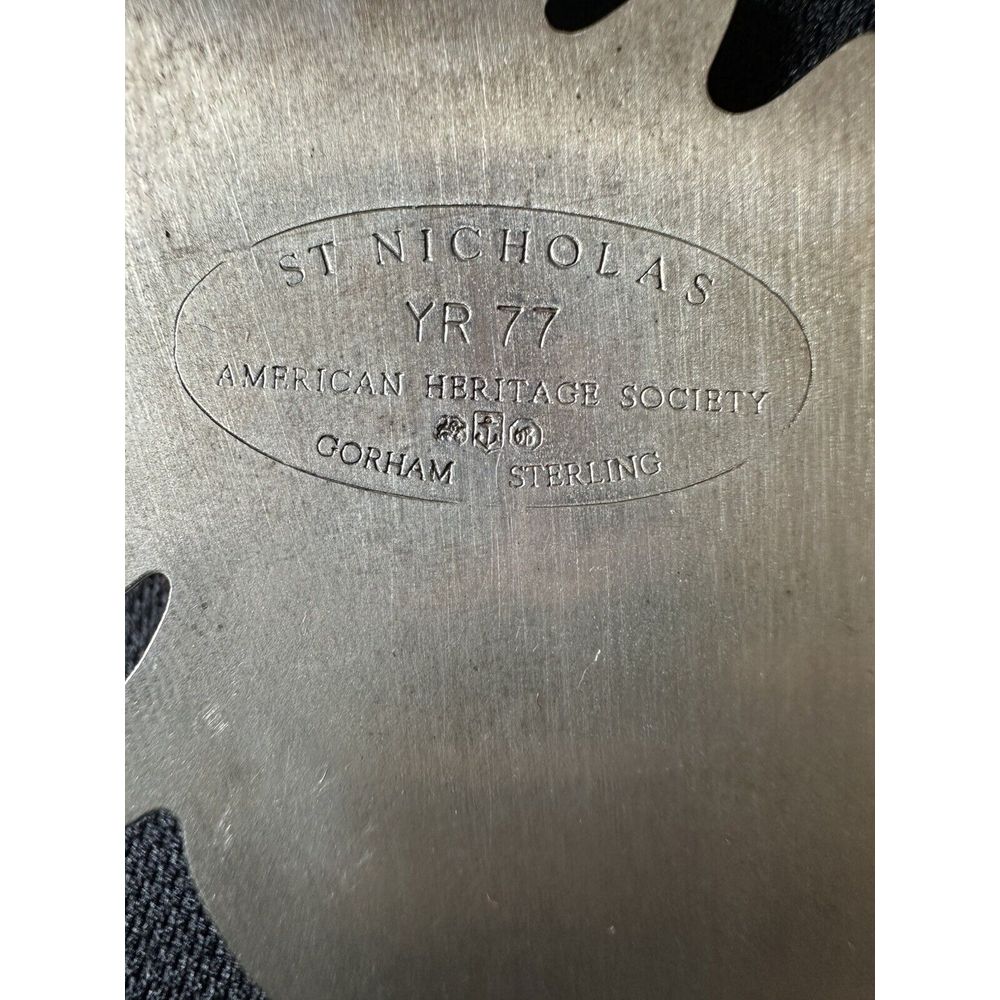 ST NICHOLAS
YR 77
AMERICAN HERITAGE SOCIETY
GORHAM STERLING